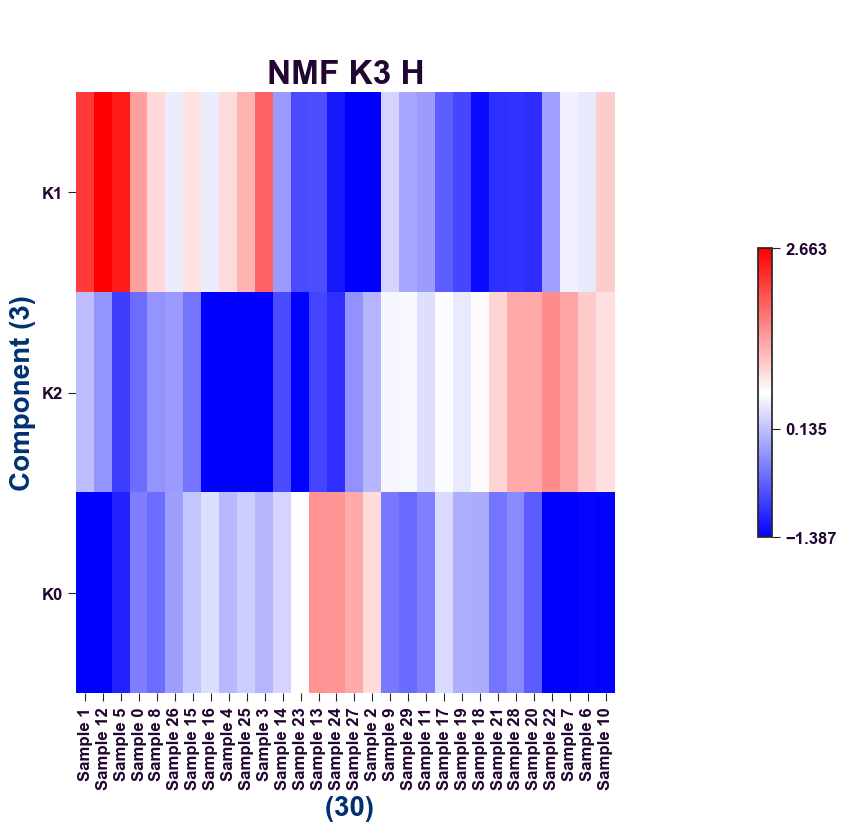 NMF K3 H
K1
K2
K0
Component (3)
2.663
0.135
−1.387
Sample 1
Sample 12
Sample 5
Sample 0
Sample 8
Sample 26
Sample 15
Sample 16
Sample 4
Sample 25
Sample 3
Sample 14
Sample 23
Sample 13
Sample 24
Sample 27
Sample 2
Sample 9
Sample 29
Sample 11
Sample 17
Sample 19
Sample 18
Sample 21
Sample 28
Sample 20
Sample 22
Sample 7
Sample 6
Sample 10
(30)